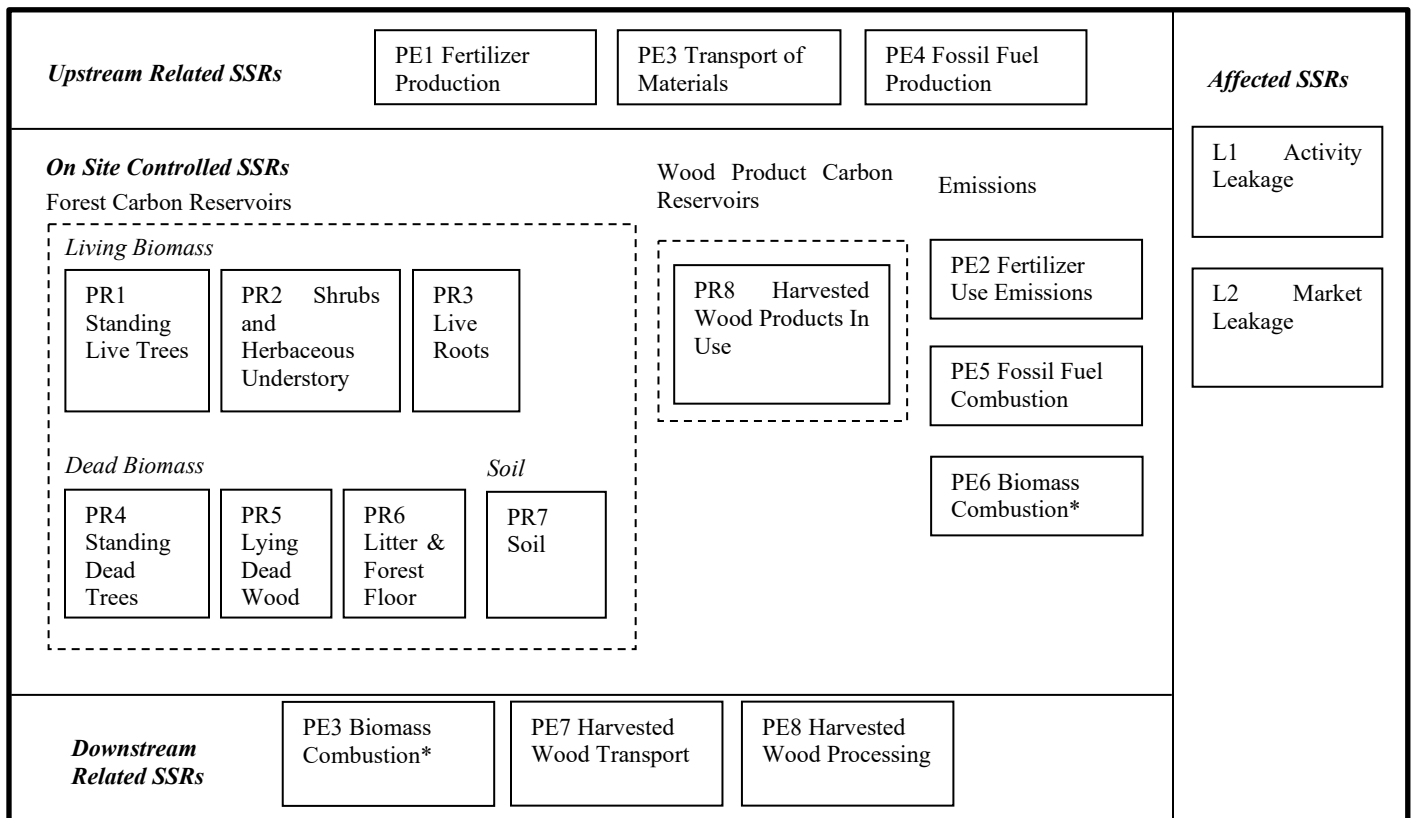 Upstream Related SSRs
PE1 Fertilizer
Production
PE3 Transport of
Materials
PE4 Fossil Fuel
Production
Affected SSRs
L1 Activity
Leakage
L2 Market
Leakage
On Site Controlled SSRs
Forest Carbon Reservoirs
Living Biomass
PR1
Standing
Live Trees
PR2 Shrubs
and
Herbaceous
Understory
PR3
Live
Roots
Dead Biomass
PR4
Standing
Dead
Trees
PR5
Lying
Dead
Wood
PR6
Litter &
Forest
Floor
Soil
PR7
Soil
Wood Product Carbon
Reservoirs
PR8 Harvested
Wood Products In
Use
Emissions
PE2 Fertilizer
Use Emissions
PE5 Fossil Fuel
Combustion
PE6 Biomass
Combustion*
Downstream
Related SSRs
PE3 Biomass
Combustion*
PE7 Harvested
Wood Transport
PE8 Harvested
Wood Processing